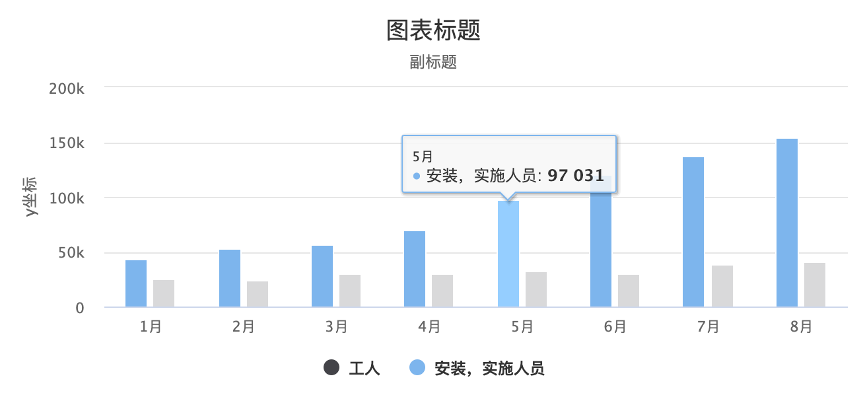 图表标题
副标题
200k
150k
100k
50k
0
y坐标
5月
安装，实施人员: 97 031
1月 2月 3月 4月 5月 6月 7月 8月
工人 安装，实施人员